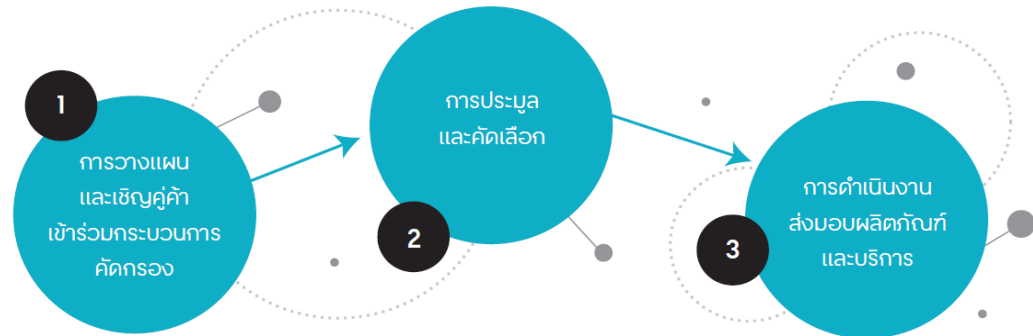 1
การวางแผน
และเชิญคู่ค้า
เข้าร่วมกระบวนการ
คัดกรอง
การประมูล
และคัดเลือก
2
การดำเนินงาน
ส่งมอบผลิตภัณฑ์
และบริการ
3